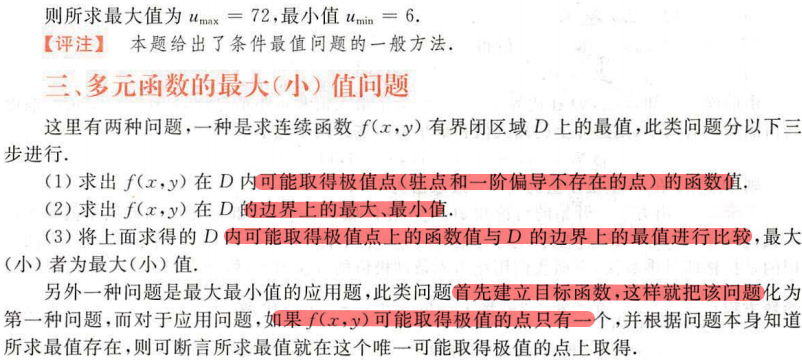 则所求最大值为 u_max = 72,最小值 u_min = 6.
【评注】 本题给出了条件最值问题的一般方法.
三、多元函数的最大(小)值问题
这里有两种问题,一种是求连续函数 f(x,y) 有界闭区域 D 上的最值,此类问题分以下三
步进行.
(1) 求出 f(x,y) 在 D 内可能取得极值点(驻点和一阶偏导不存在的点) 的函数值.
(2) 求出 f(x,y) 在 D 的边界上的最大、最小值.
(3) 将上面求得的 D 内可能取得极值点上的函数值与 D 的边界上的最值进行比较,最大
(小) 者为最大(小) 值.
另外一种问题是最大最小值的应用题,此类问题首先建立目标函数,这样就把该问题化为
第一种问题,而对于应用问题,如果 f(x,y) 可能取得极值的点只有一个,并根据问题本身知道
所求最值存在,则可断言所求最值就在这个唯一可能取得极值的点上取得.